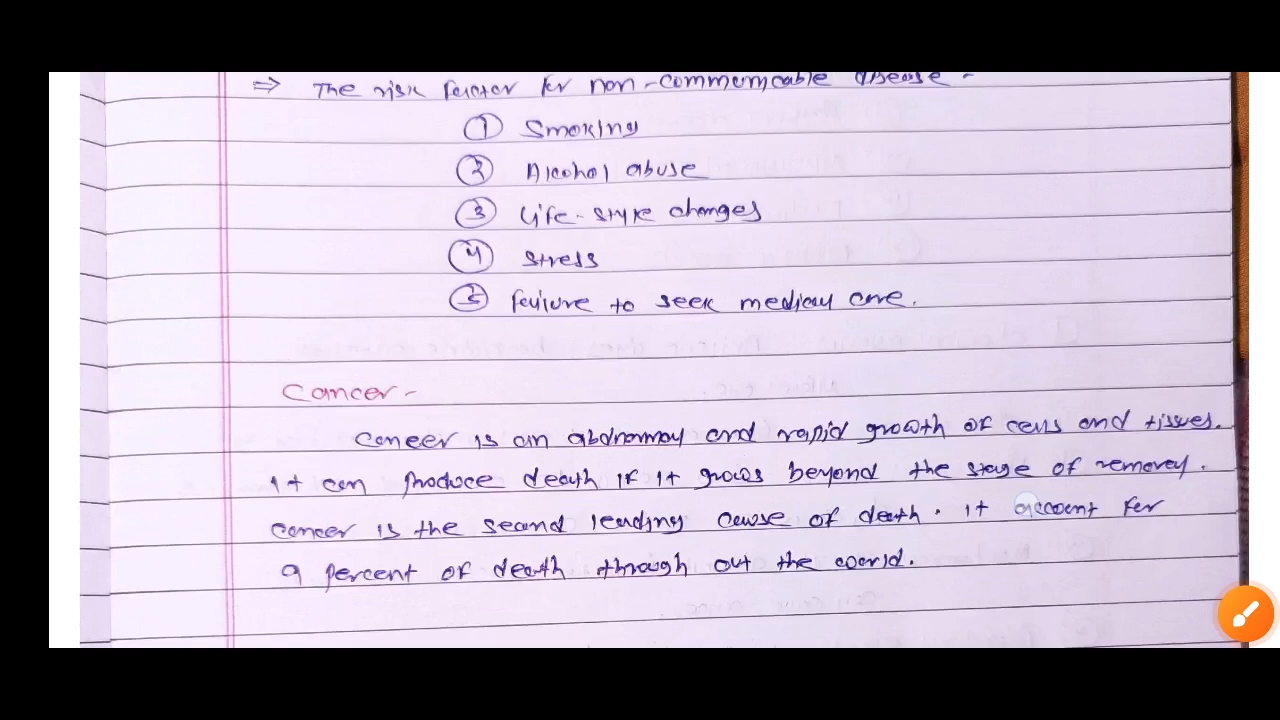 ⇒ The risk factor for non-commumicable disease -
① Smoking
② Alcohol abuse
③ Life-style changes
④ Stress
⑤ Failure to seek medical care.
Cancer -
Cancer is an abdnormal and rapid growth of cells and tissues.
It can produce death if it grows beyond the stage of removel.
cancer is the second leading cause of death. It account for
9 percent of death through out the world.